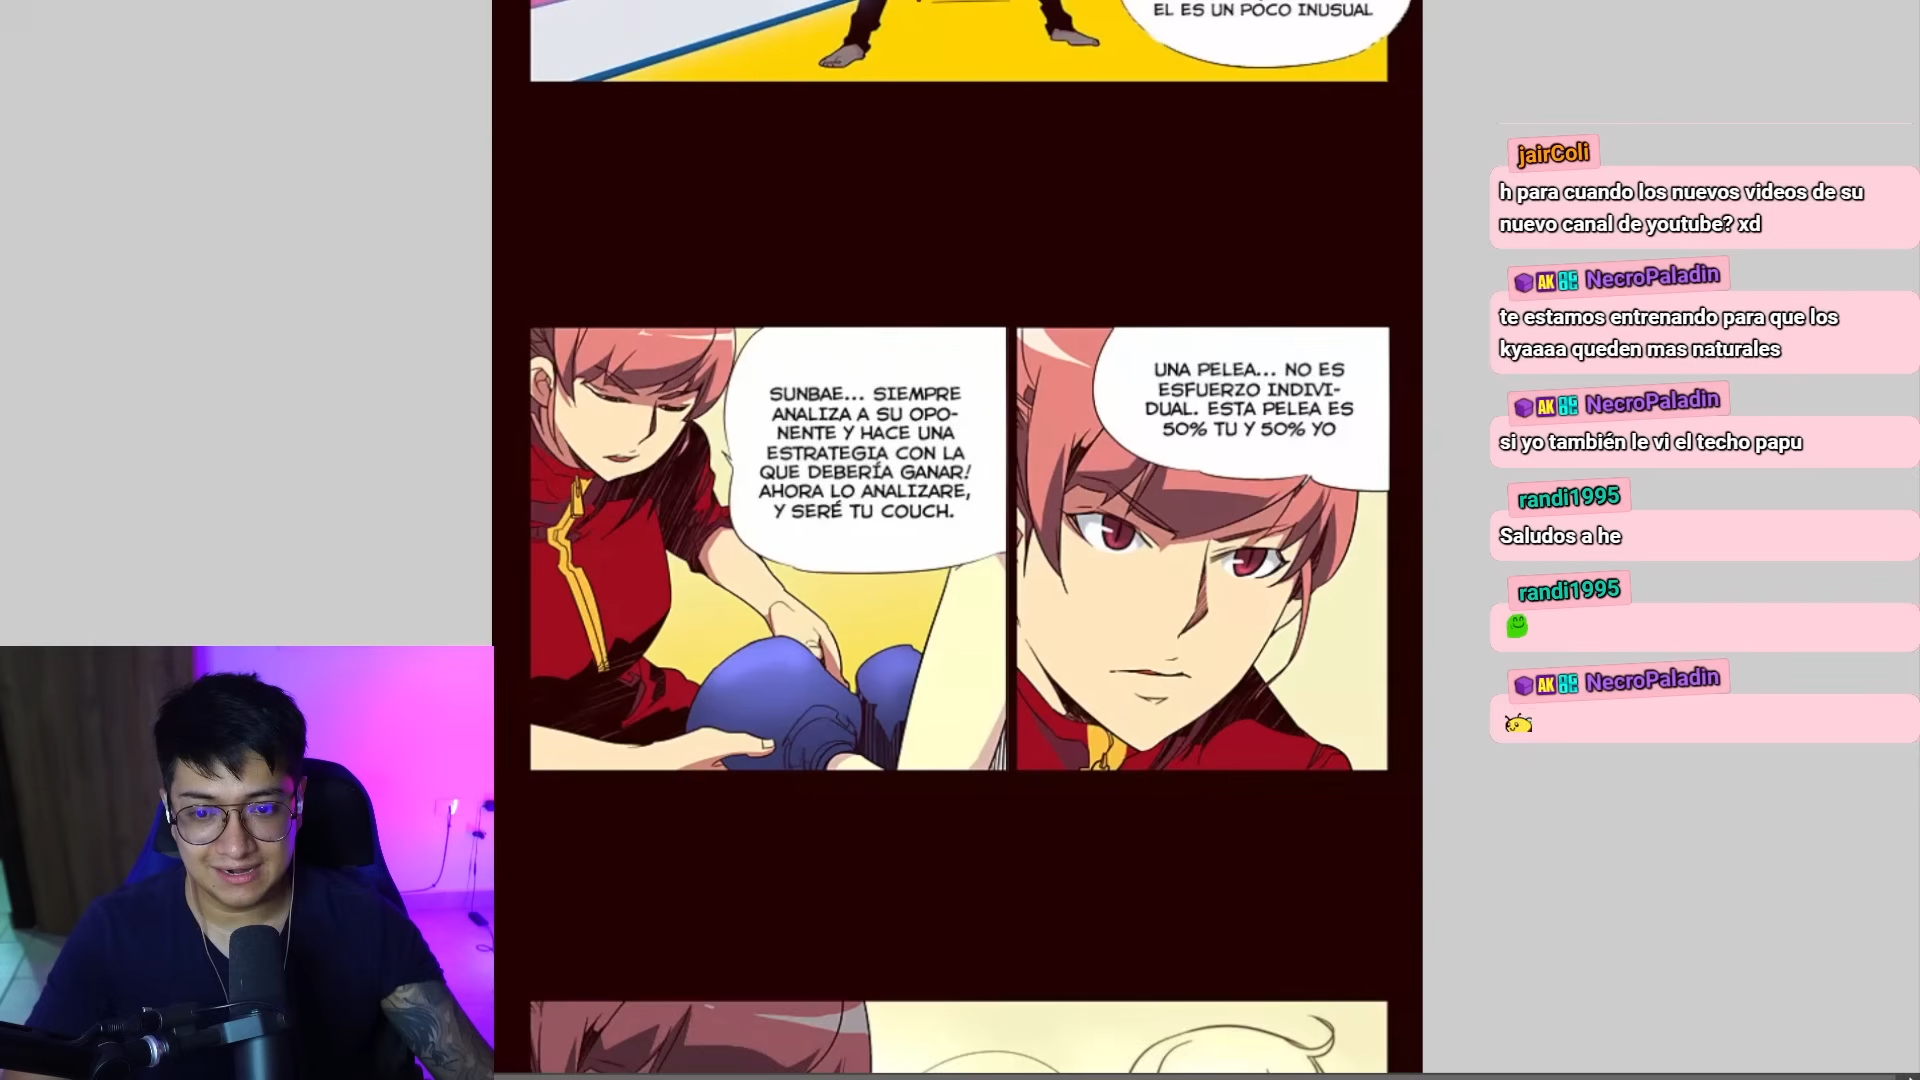 EL ES UN POCO INUSUAL
SUNBAE... SIEMPRE
ANALIZA A SU OPO-
NENTE Y HACE UNA
ESTRATEGIA CON LA
QUE DEBERÍA GANAR!
AHORA LO ANALIZARE,
Y SERÉ TU COUCH.
UNA PELEA... NO ES
ESFUERZO INDIVI-
DUAL. ESTA PELEA ES
50% TU Y 50% YO
jairColi
h para cuando los nuevos videos de su
nuevo canal de youtube? xd
AK NecroPaladin
te estamos entrenando para que los
kyaaaa queden mas naturales
AK NecroPaladin
si yo también le vi el techo papu
randi1995
Saludos a he
randi1995
AK NecroPaladin